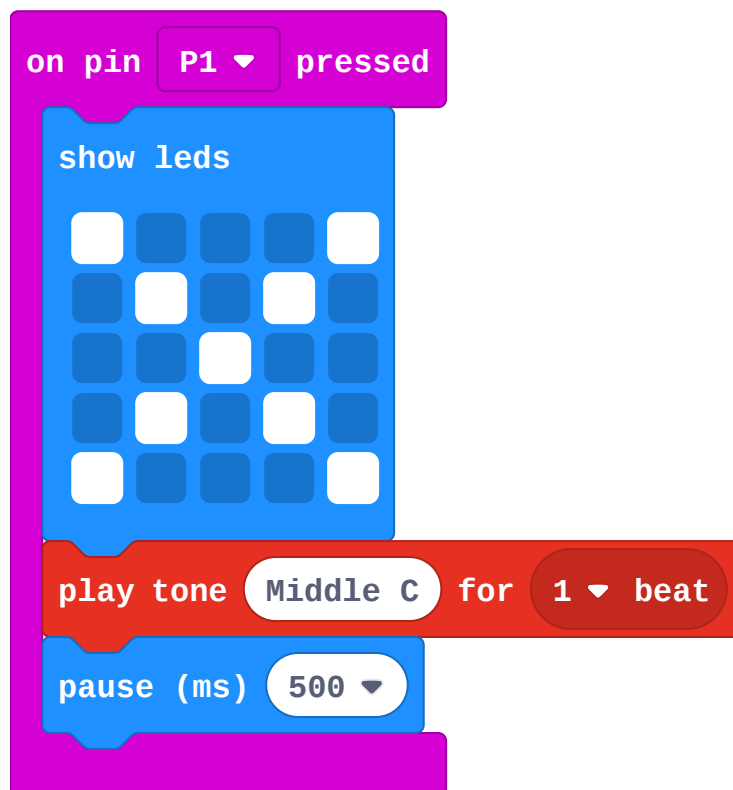 on pin P1 pressed
show leds
play tone Middle C for 1 beat
pause (ms) 500